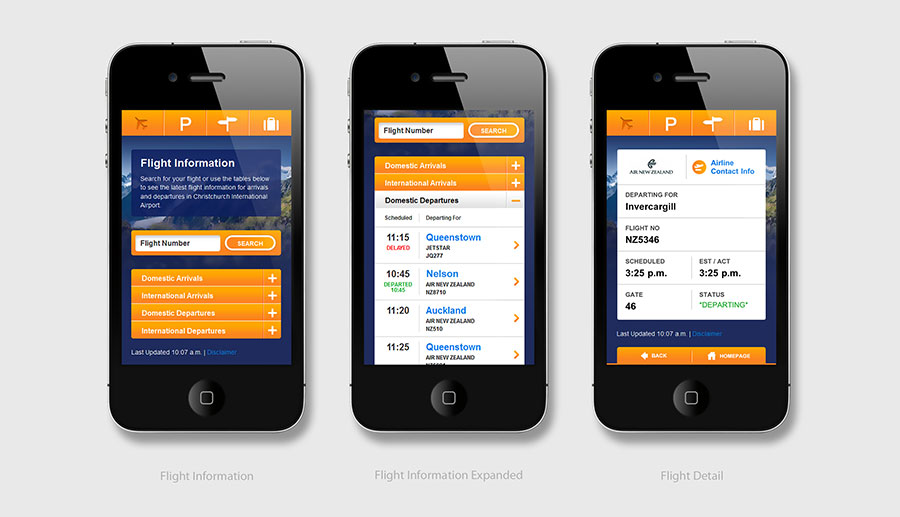 P
Flight Information
Search for your flight or use the tables below
to see the latest flight information for arrivals
and departures in Christchurch International
Airport.
Flight Number
SEARCH
Domestic Arrivals
International Arrivals
Domestic Departures
International Departures
Last Updated 10:07 a.m. | Disclaimer
Flight Information
Flight Number
SEARCH
Domestic Arrivals
International Arrivals
Domestic Departures
Scheduled Departing For
11:15 Queenstown
DELAYED JETSTAR
JQ277
10:45 Nelson
DEPARTED AIR NEW ZEALAND
10:45 NZ8710
11:20 Auckland
AIR NEW ZEALAND
NZ510
11:25 Queenstown
AIR NEW ZEALAND
Flight Information Expanded
P
AIR NEW ZEALAND
Airline
Contact Info
DEPARTING FOR
Invercargill
FLIGHT NO
NZ5346
SCHEDULED EST / ACT
3:25 p.m. 3:25 p.m.
GATE STATUS
46 *DEPARTING*
Last Updated 10:07 a.m. | Disclaimer
BACK HOMEPAGE
Flight Detail